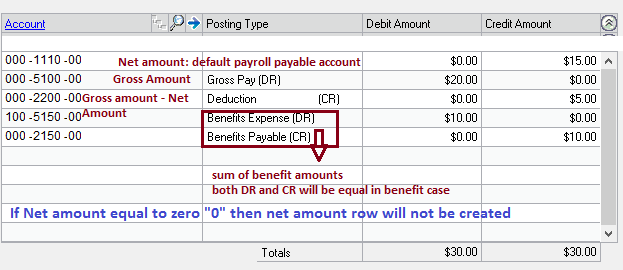 Account Posting Type Debit Amount Credit Amount
000 -1110 -00 Net amount: default payroll payable account $0.00 $15.00
000 -5100 -00 Gross Amount Gross Pay (DR) $20.00 $0.00
000 -2200 -00 Gross amount - Net Amount Deduction (CR) $0.00 $5.00
100 -5150 -00 Benefits Expense (DR) $10.00 $0.00
000 -2150 -00 Benefits Payable (CR) $0.00 $10.00
sum of benefit amounts
both DR and CR will be equal in benefit case
If Net amount equal to zero "0" then net amount row will not be created
Totals $30.00 $30.00